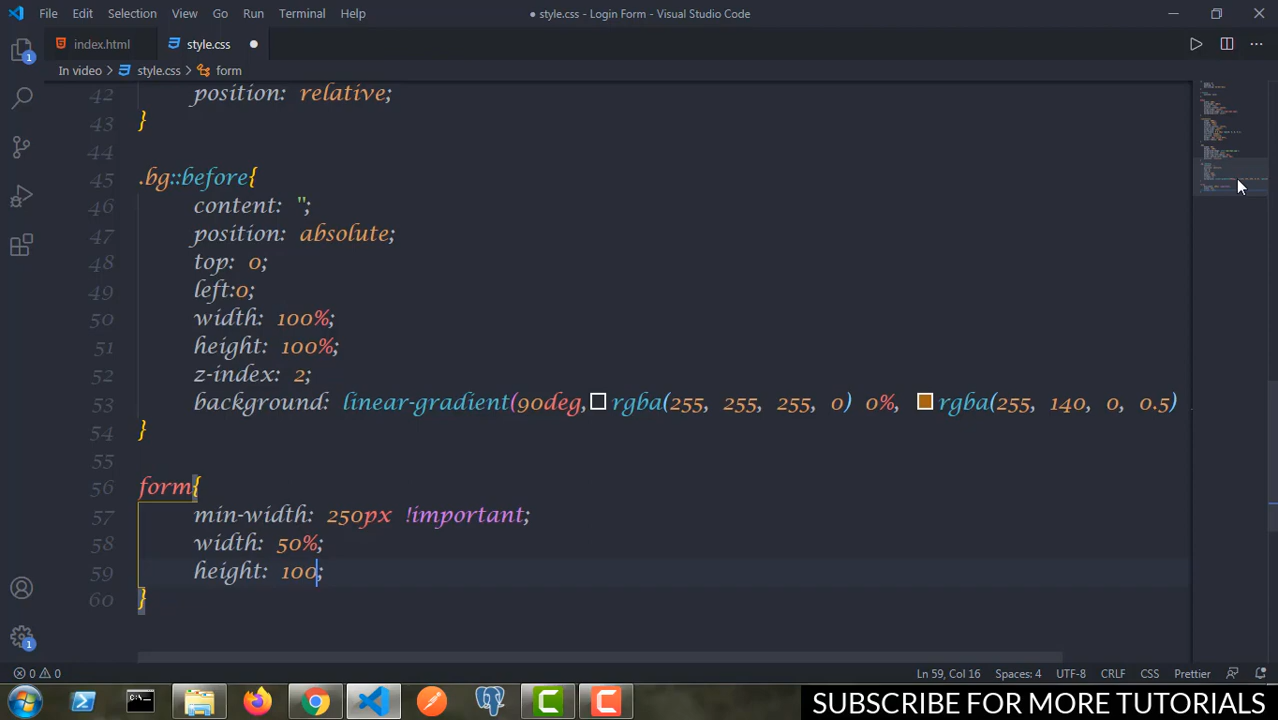 File Edit Selection View Go Run Terminal Help ● style.css - Login Form - Visual Studio Code
index.html style.css
In video > style.css > form
42 position: relative;
43 }
44
45 .bg::before{
46 content: '';
47 position: absolute;
48 top: 0;
49 left:0;
50 width: 100%;
51 height: 100%;
52 z-index: 2;
53 background: linear-gradient(90deg,rgba(255, 255, 255, 0) 0%, rgba(255, 140, 0, 0.5)
54 }
55
56 form{
57 min-width: 250px !important;
58 width: 50%;
59 height: 100;
60 }
1
1
0 0 Ln 59, Col 16 Spaces: 4 UTF-8 CRLF CSS Prettier
SUBSCRIBE FOR MORE TUTORIALS